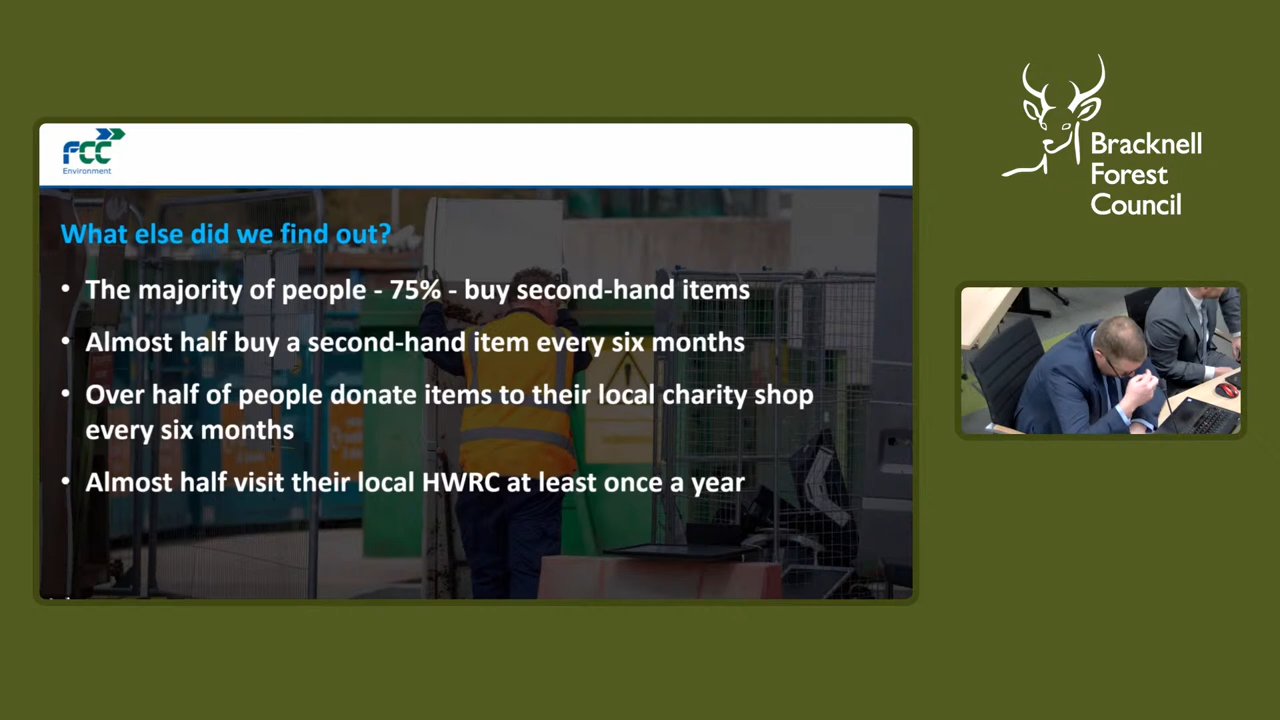 FCC
Environment
What else did we find out?
• The majority of people - 75% - buy second-hand items
• Almost half buy a second-hand item every six months
• Over half of people donate items to their local charity shop
every six months
• Almost half visit their local HWRC at least once a year
Bracknell
Forest
Council